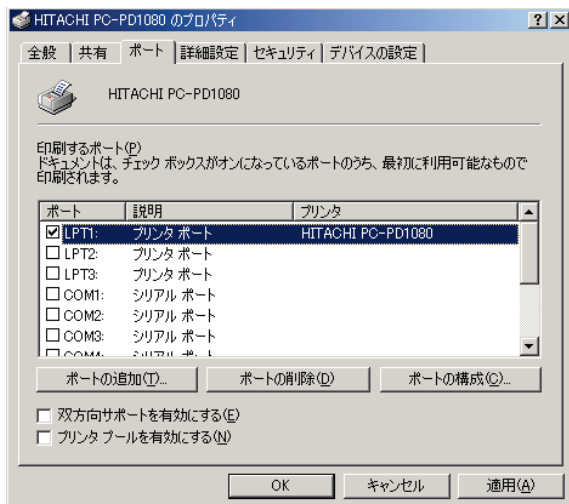 HITACHI PC-PD1080 のプロパティ
全般 共有 ポート 詳細設定 セキュリティ デバイスの設定
HITACHI PC-PD1080
印刷するポート(P)
ドキュメントは、チェック ボックスがオンになっているポートのうち、最初に利用可能なもので
印刷されます。
ポート 説明 プリンタ
LPT1: プリンタ ポート HITACHI PC-PD1080
LPT2: プリンタ ポート
LPT3: プリンタ ポート
COM1: シリアル ポート
COM2: シリアル ポート
COM3: シリアル ポート
COM4: シリアル ポート
ポートの追加(T)... ポートの削除(D) ポートの構成(C)...
双方向サポートを有効にする(E)
プリンタ プールを有効にする(N)
OK キャンセル 適用(A)